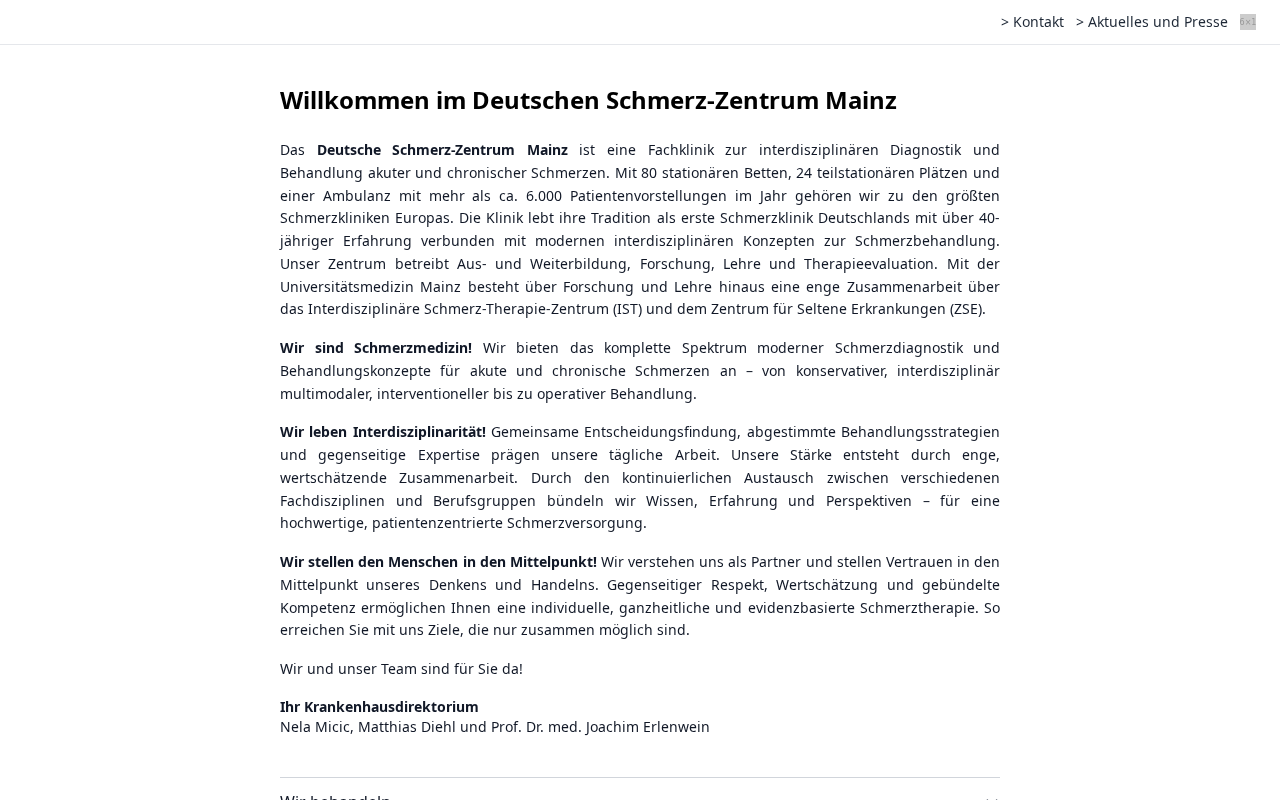 > Kontakt > Aktuelles und Presse
Willkommen im Deutschen Schmerz-Zentrum Mainz
Das Deutsche Schmerz-Zentrum Mainz ist eine Fachklinik zur interdisziplinären Diagnostik und
Behandlung akuter und chronischer Schmerzen. Mit 80 stationären Betten, 24 teilstationären Plätzen und
einer Ambulanz mit mehr als ca. 6.000 Patientenvorstellungen im Jahr gehören wir zu den größten
Schmerzkliniken Europas. Die Klinik lebt ihre Tradition als erste Schmerzklinik Deutschlands mit über 40-
jähriger Erfahrung verbunden mit modernen interdisziplinären Konzepten zur Schmerzbehandlung.
Unser Zentrum betreibt Aus- und Weiterbildung, Forschung, Lehre und Therapieevaluation. Mit der
Universitätsmedizin Mainz besteht über Forschung und Lehre hinaus eine enge Zusammenarbeit über
das Interdisziplinäre Schmerz-Therapie-Zentrum (IST) und dem Zentrum für Seltene Erkrankungen (ZSE).
Wir sind Schmerzmedizin! Wir bieten das komplette Spektrum moderner Schmerzdiagnostik und
Behandlungskonzepte für akute und chronische Schmerzen an – von konservativer, interdisziplinär
multimodaler, interventioneller bis zu operativer Behandlung.
Wir leben Interdisziplinarität! Gemeinsame Entscheidungsfindung, abgestimmte Behandlungsstrategien
und gegenseitige Expertise prägen unsere tägliche Arbeit. Unsere Stärke entsteht durch enge,
wertschätzende Zusammenarbeit. Durch den kontinuierlichen Austausch zwischen verschiedenen
Fachdisziplinen und Berufsgruppen bündeln wir Wissen, Erfahrung und Perspektiven – für eine
hochwertige, patientenzentrierte Schmerzversorgung.
Wir stellen den Menschen in den Mittelpunkt! Wir verstehen uns als Partner und stellen Vertrauen in den
Mittelpunkt unseres Denkens und Handelns. Gegenseitiger Respekt, Wertschätzung und gebündelte
Kompetenz ermöglichen Ihnen eine individuelle, ganzheitliche und evidenzbasierte Schmerztherapie. So
erreichen Sie mit uns Ziele, die nur zusammen möglich sind.
Wir und unser Team sind für Sie da!
Ihr Krankenhausdirektorium
Nela Micic, Matthias Diehl und Prof. Dr. med. Joachim Erlenwein
Wir behandeln